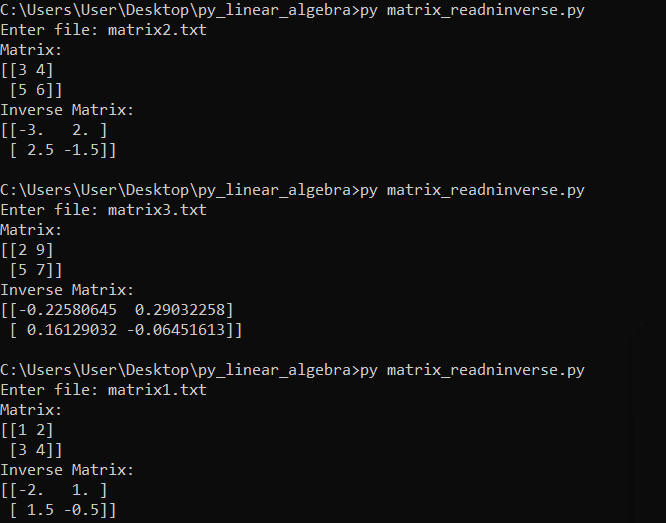 C:\Users\User\Desktop\py_linear_algebra>py matrix_readninverse.py
Enter file: matrix2.txt
Matrix:
[[3 4]
 [5 6]]
Inverse Matrix:
[[-3.   2. ]
 [ 2.5 -1.5]]

C:\Users\User\Desktop\py_linear_algebra>py matrix_readninverse.py
Enter file: matrix3.txt
Matrix:
[[2 9]
 [5 7]]
Inverse Matrix:
[[-0.22580645  0.29032258]
 [ 0.16129032 -0.06451613]]

C:\Users\User\Desktop\py_linear_algebra>py matrix_readninverse.py
Enter file: matrix1.txt
Matrix:
[[1 2]
 [3 4]]
Inverse Matrix:
[[-2.   1. ]
 [ 1.5 -0.5]]